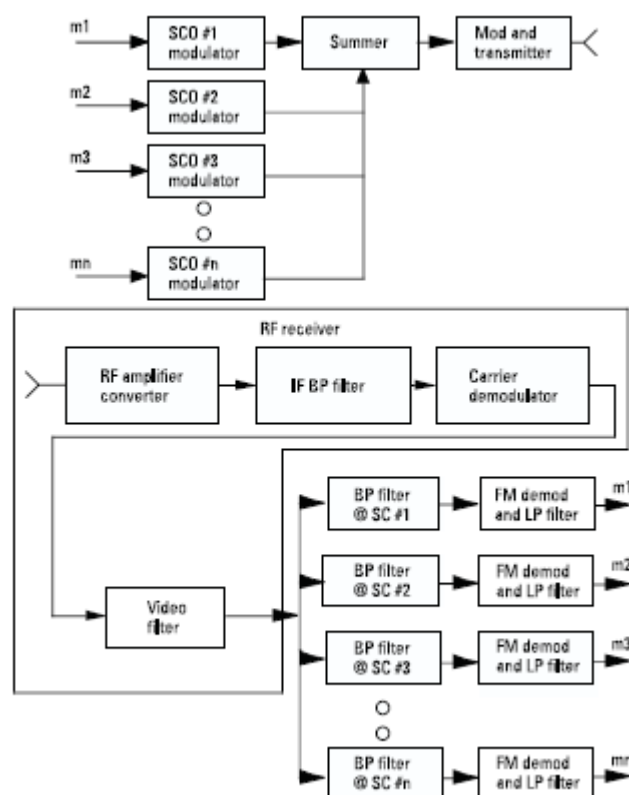 m1
SCO #1
modulator
Summer
Mod and
transmitter
m2
SCO #2
modulator
m3
SCO #3
modulator
mn
SCO #n
modulator
RF receiver
RF amplifier
converter
IF BP filter
Carrier
demodulator
Video
filter
BP filter
@ SC #1
FM demod
and LP filter
m1
BP filter
@ SC #2
FM demod
and LP filter
m2
BP filter
@ SC #3
FM demod
and LP filter
m3
BP filter
@ SC #n
FM demod
and LP filter
mn